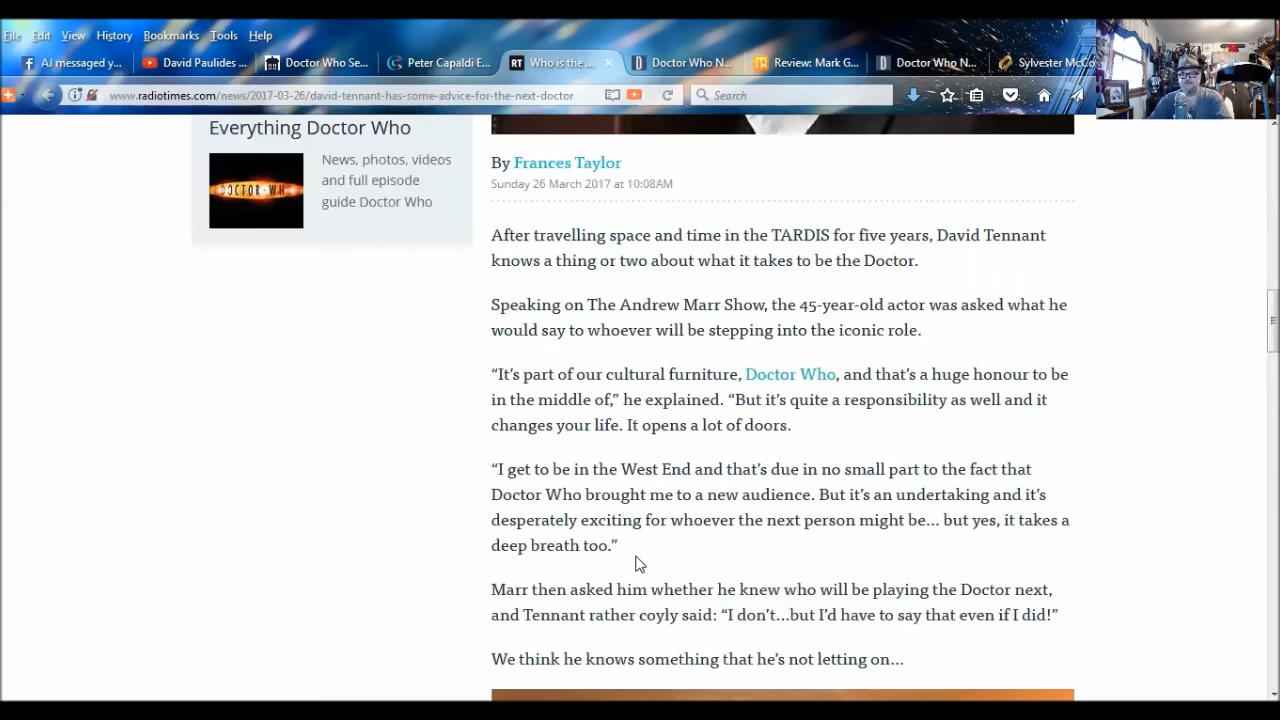 File Edit View History Bookmarks Tools Help
AJ messaged y...
David Paulides ...
Doctor Who Se...
Peter Capaldi E...
RT Who is the ...
Doctor Who N...
Review: Mark G...
Doctor Who N...
Sylvester McCo
www.radiotimes.com/news/2017-03-26/david-tennant-has-some-advice-for-the-next-doctor
Search
Everything Doctor Who
DOCTOR WH
News, photos, videos
and full episode
guide Doctor Who
By Frances Taylor
Sunday 26 March 2017 at 10:08AM
After travelling space and time in the TARDIS for five years, David Tennant
knows a thing or two about what it takes to be the Doctor.
Speaking on The Andrew Marr Show, the 45-year-old actor was asked what he
would say to whoever will be stepping into the iconic role.
“It’s part of our cultural furniture, Doctor Who, and that’s a huge honour to be
in the middle of,” he explained. “But it’s quite a responsibility as well and it
changes your life. It opens a lot of doors.
“I get to be in the West End and that’s due in no small part to the fact that
Doctor Who brought me to a new audience. But it’s an undertaking and it’s
desperately exciting for whoever the next person might be... but yes, it takes a
deep breath too.”
Marr then asked him whether he knew who will be playing the Doctor next,
and Tennant rather coyly said: “I don’t...but I’d have to say that even if I did!”
We think he knows something that he’s not letting on...